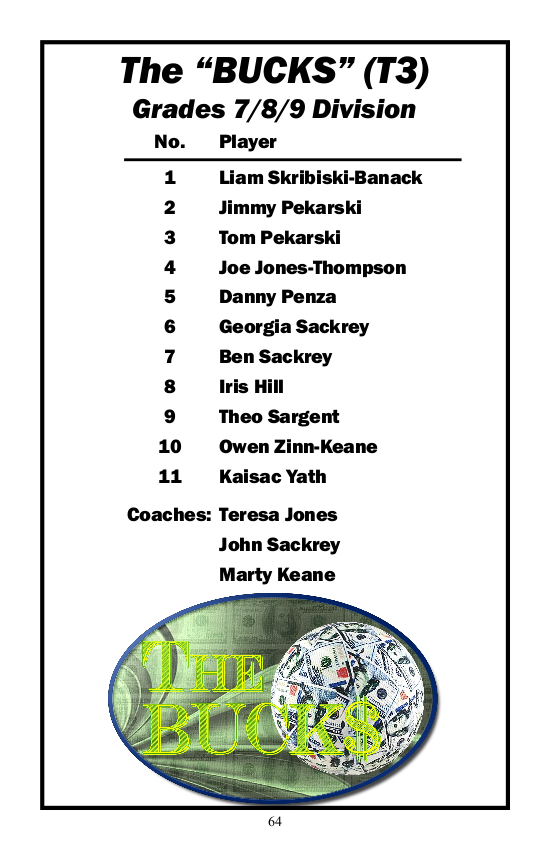 The “BUCKS” (T3)
Grades 7/8/9 Division
No. Player
1 Liam Skribiski-Banack
2 Jimmy Pekarski
3 Tom Pekarski
4 Joe Jones-Thompson
5 Danny Penza
6 Georgia Sackrey
7 Ben Sackrey
8 Iris Hill
9 Theo Sargent
10 Owen Zinn-Keane
11 Kaisac Yath
Coaches: Teresa Jones
John Sackrey
Marty Keane
THE
BUCK$
64